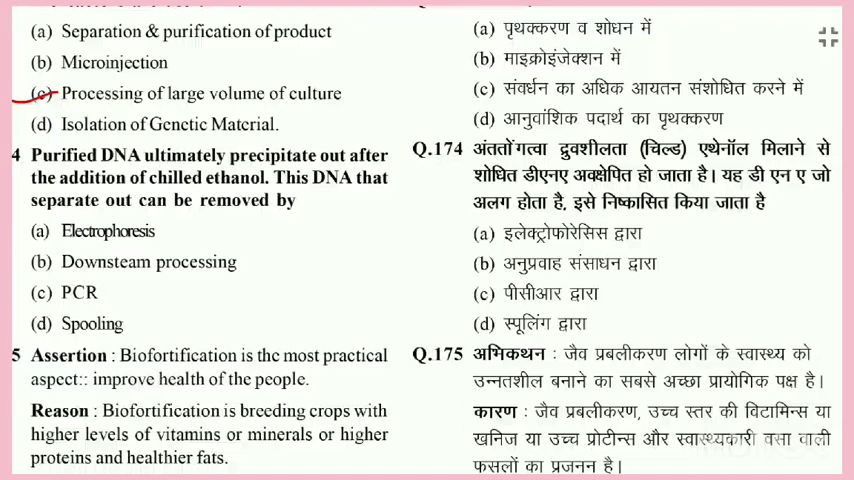 (a) Separation & purification of product
(b) Microinjection
(c) Processing of large volume of culture
(d) Isolation of Genetic Material.
4 Purified DNA ultimately precipitate out after
the addition of chilled ethanol. This DNA that
separate out can be removed by
(a) Electrophoresis
(b) Downsteam processing
(c) PCR
(d) Spooling
5 Assertion : Biofortification is the most practical
aspect:: improve health of the people.
Reason : Biofortification is breeding crops with
higher levels of vitamins or minerals or higher
proteins and healthier fats.
(a) पृथक्करण व शोधन में
(b) माइक्रोइंजेक्शन में
(c) संवर्धन का अधिक आयतन संशोधित करने में
(d) आनुवांशिक पदार्थ का पृथक्करण
Q.174 अंततोंगत्वा द्रुवशीलता (चिल्ड) एथेनॉल मिलाने से
शोधित डीएनए अवक्षेपित हो जाता है। यह डी एन ए जो
अलग होता है, इसे निष्कासित किया जाता है
(a) इलेक्ट्रोफोरेसिस द्वारा
(b) अनुप्रवाह संसाधन द्वारा
(c) पीसीआर द्वारा
(d) स्पूलिंग द्वारा
Q.175 अभिकथन : जैव प्रबलीकरण लोगों के स्वास्थ्य को
उन्नतशील बनाने का सबसे अच्छा प्रायोगिक पक्ष है।
कारण : जैव प्रबलीकरण, उच्च स्तर की विटामिन्स या
खनिज या उच्च प्रोटीन्स और स्वास्थ्यकारी वसा वाली
फसलों का प्रजनन है।